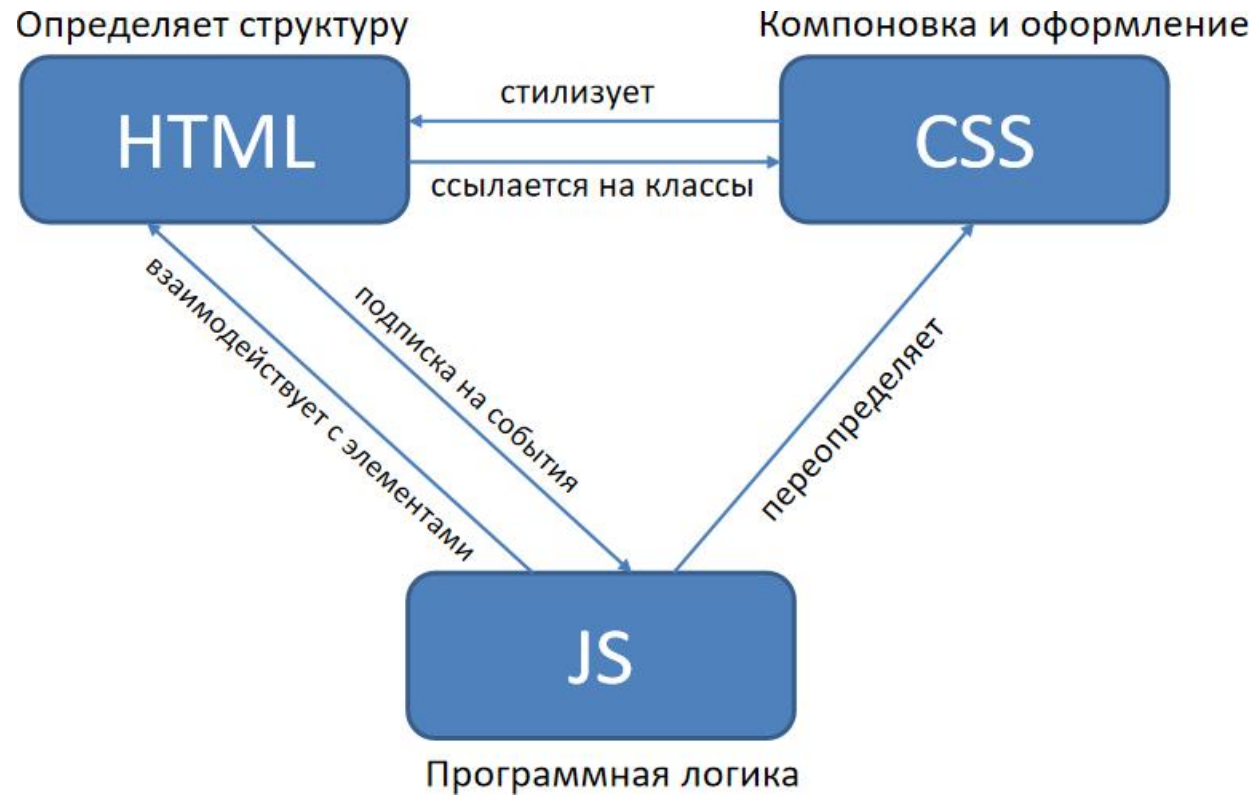 Определяет структуру
Компоновка и оформление
HTML
стилизует
CSS
ссылается на классы
взаимодействует с элементами
подписка на события
переопределяет
JS
Программная логика